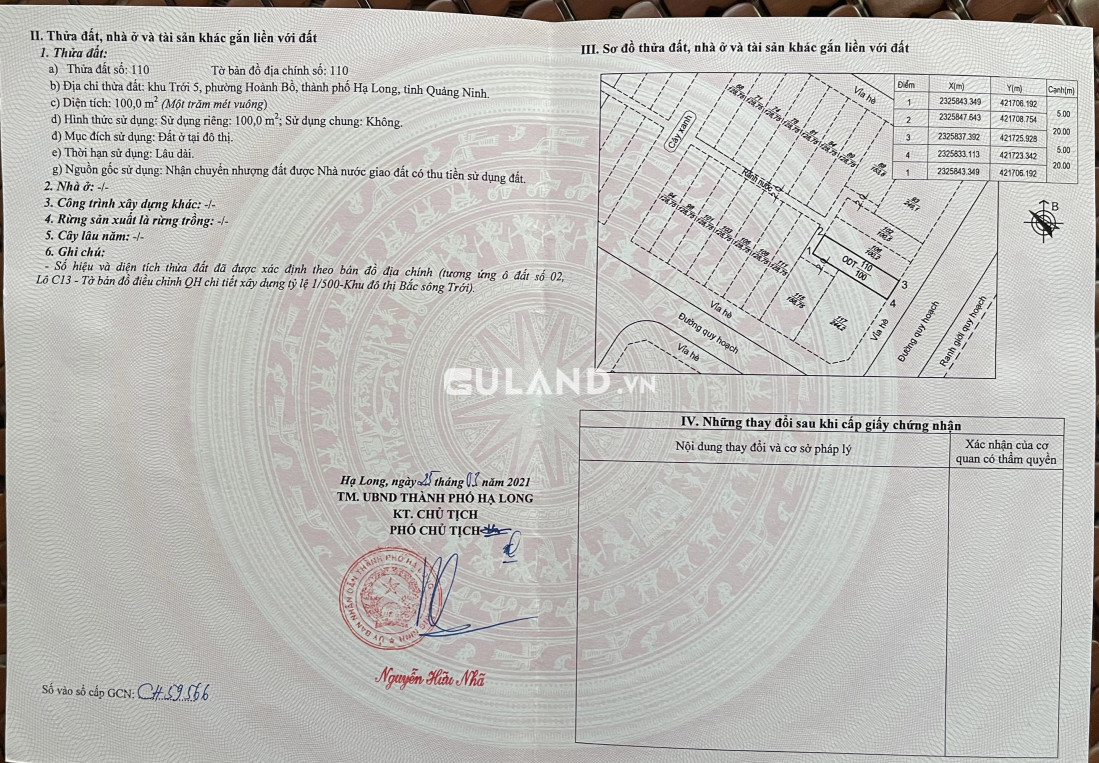 II. Thửa đất, nhà ở và tài sản khác gắn liền với đất
1. Thửa đất:
a) Thửa đất số: 110 Tờ bản đồ địa chính số: 110
b) Địa chỉ thửa đất: khu Trới 5, phường Hoành Bồ, thành phố Hạ Long, tỉnh Quảng Ninh.
c) Diện tích: 100,0 m² (Một trăm mét vuông)
d) Hình thức sử dụng: Sử dụng riêng: 100,0 m²; Sử dụng chung: Không.
đ) Mục đích sử dụng: Đất ở tại đô thị.
e) Thời hạn sử dụng: Lâu dài.
g) Nguồn gốc sử dụng: Nhận chuyển nhượng đất được Nhà nước giao đất có thu tiền sử dụng đất.
2. Nhà ở: -/-
3. Công trình xây dựng khác: -/-
4. Rừng sản xuất là rừng trồng: -/-
5. Cây lâu năm: -/-
6. Ghi chú:
- Số hiệu và diện tích thửa đất đã được xác định theo bản đồ địa chính (tương ứng ô đất số 02,
Lô C13 - Tờ bản đồ điều chỉnh QH chi tiết xây dựng tỷ lệ 1/500-Khu đô thị Bắc sông Trới).
Hạ Long, ngày 25 tháng 03 năm 2021
TM. UBND THÀNH PHỐ HẠ LONG
KT. CHỦ TỊCH
PHÓ CHỦ TỊCH
Nguyễn Hữu Nhã
Số vào sổ cấp GCN: CH59566
III. Sơ đồ thửa đất, nhà ở và tài sản khác gắn liền với đất
Điểm X(m) Y(m) Cạnh(m)
1 2325843.349 421706.192
5.00
2 2325847.643 421708.754
20.00
3 2325837.392 421725.928
5.00
4 2325833.113 421723.342
20.00
1 2325843.349 421706.192
Vỉa hè
Cây xanh
Rãnh nước
B
2
1
ODT 110
100
3
4
117
244,2
Vỉa hè
Đường quy hoạch
Vỉa hè
Vỉa hè
Đường quy hoạch
Ranh giới quy hoạch
GULAND.VN
IV. Những thay đổi sau khi cấp giấy chứng nhận
Nội dung thay đổi và cơ sở pháp lý
Xác nhận của cơ
quan có thẩm quyền